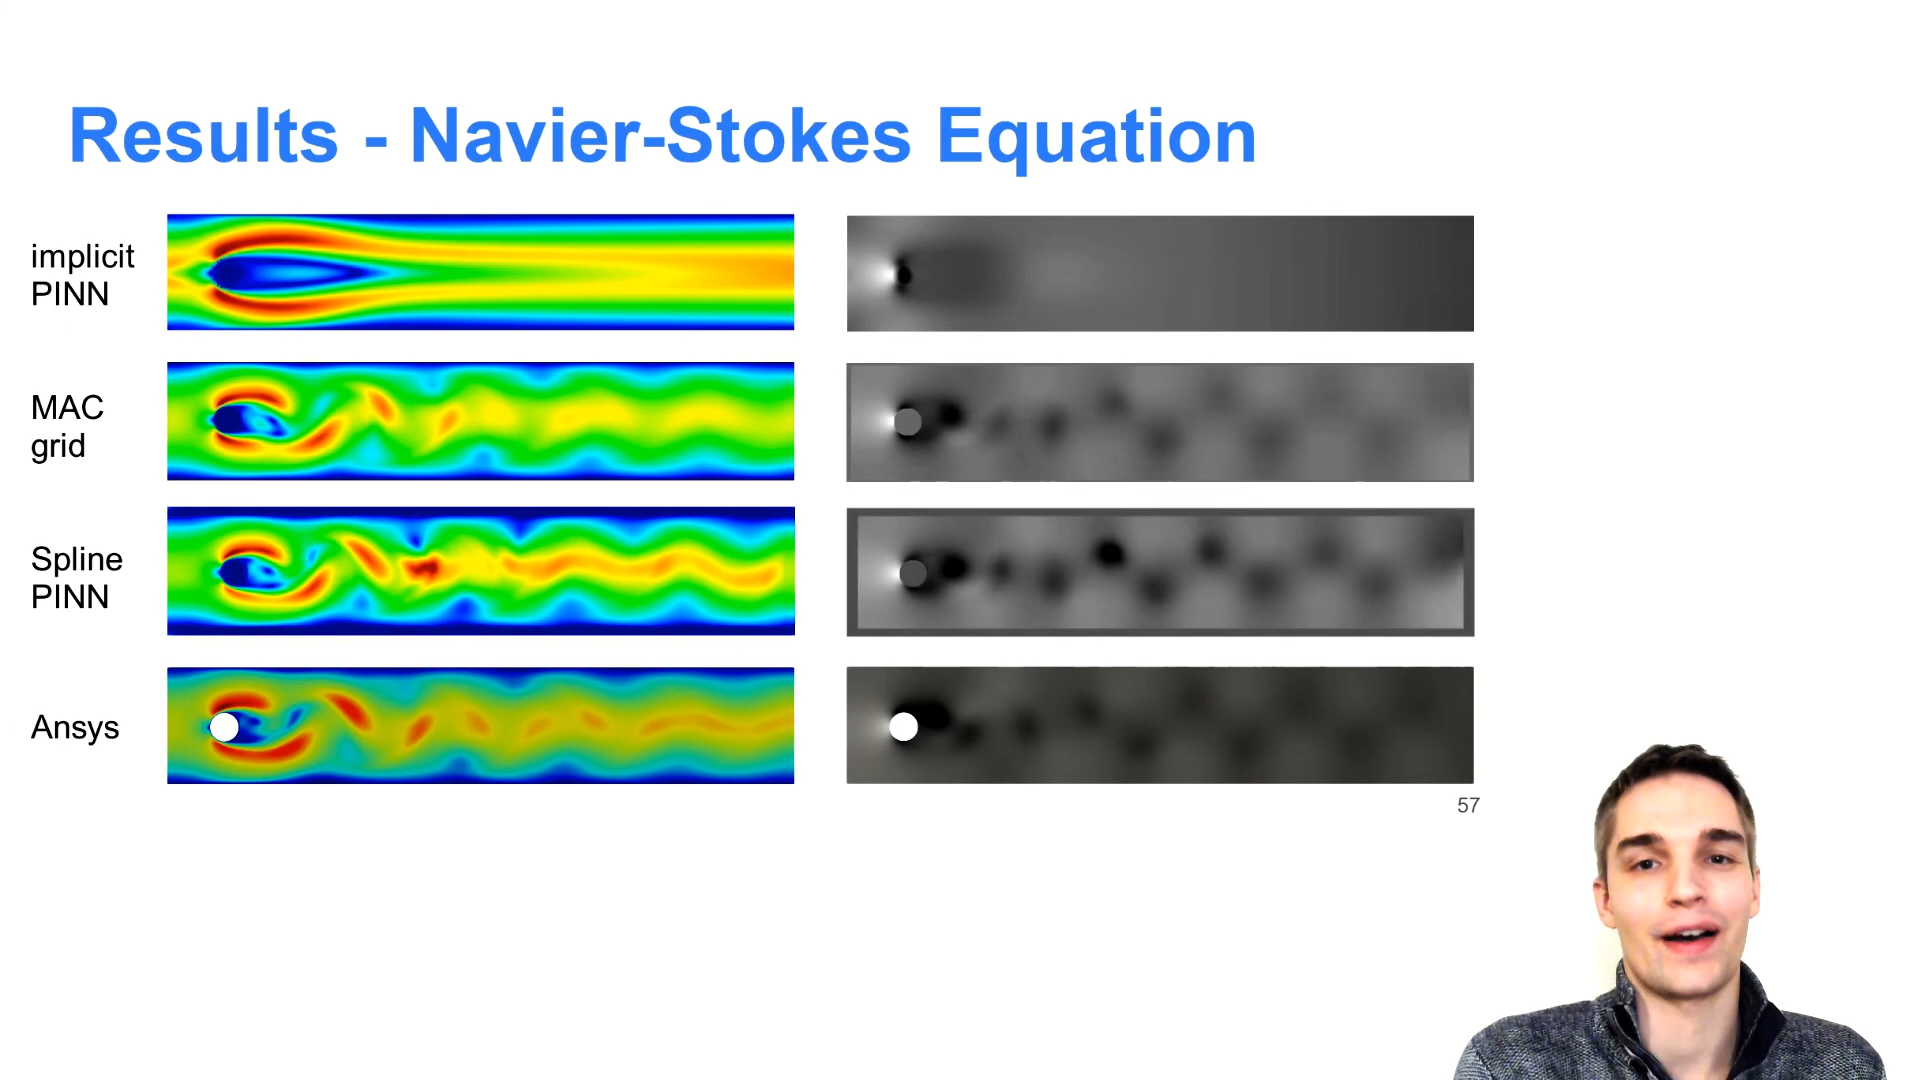 Results - Navier-Stokes Equation
implicit
PINN
MAC
grid
Spline
PINN
Ansys
57